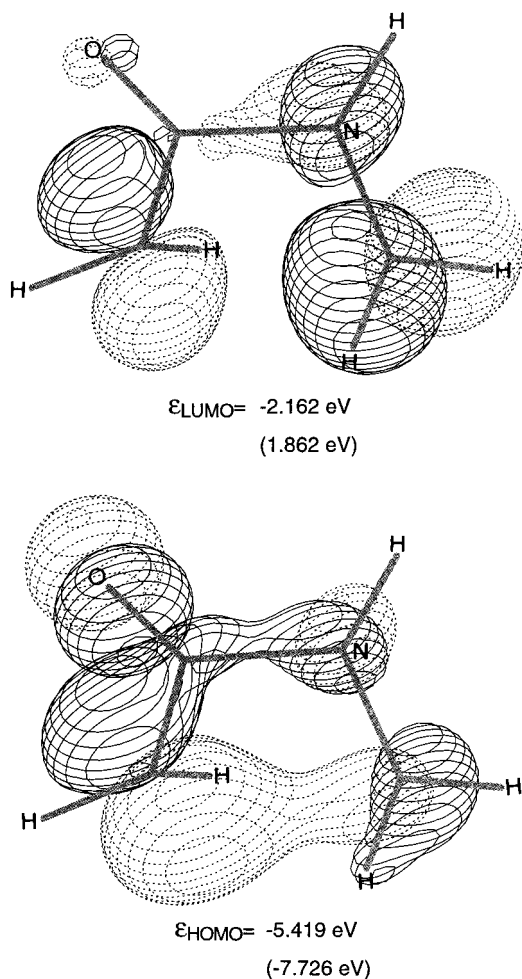 H
O
N
H
H
H
H
εLUMO= -2.162 eV
(1.862 eV)
H
O
N
H
H
H
H
εHOMO= -5.419 eV
(-7.726 eV)